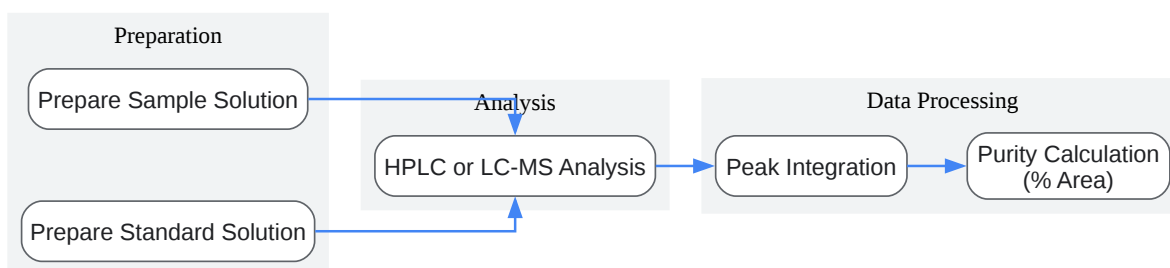 Preparation
Prepare Sample Solution
Prepare Standard Solution
Analysis
HPLC or LC-MS Analysis
Data Processing
Peak Integration
Purity Calculation
(% Area)